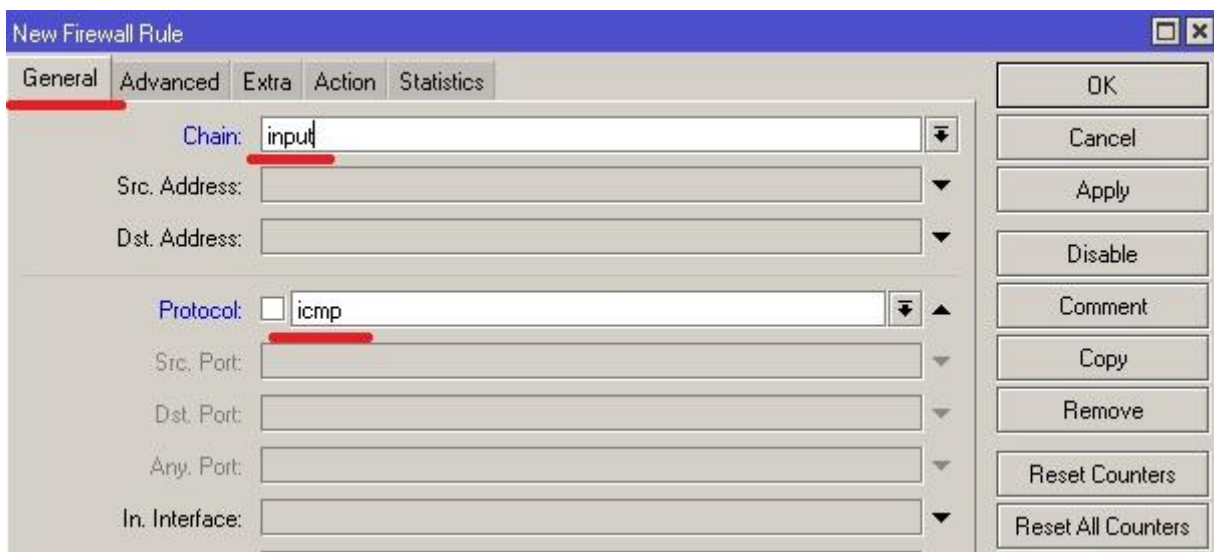 New Firewall Rule
General Advanced Extra Action Statistics
OK
Chain: input
Cancel
Src. Address:
Apply
Dst. Address:
Disable
Protocol: icmp
Comment
Src. Port:
Copy
Dst. Port:
Remove
Any. Port:
Reset Counters
In. Interface:
Reset All Counters